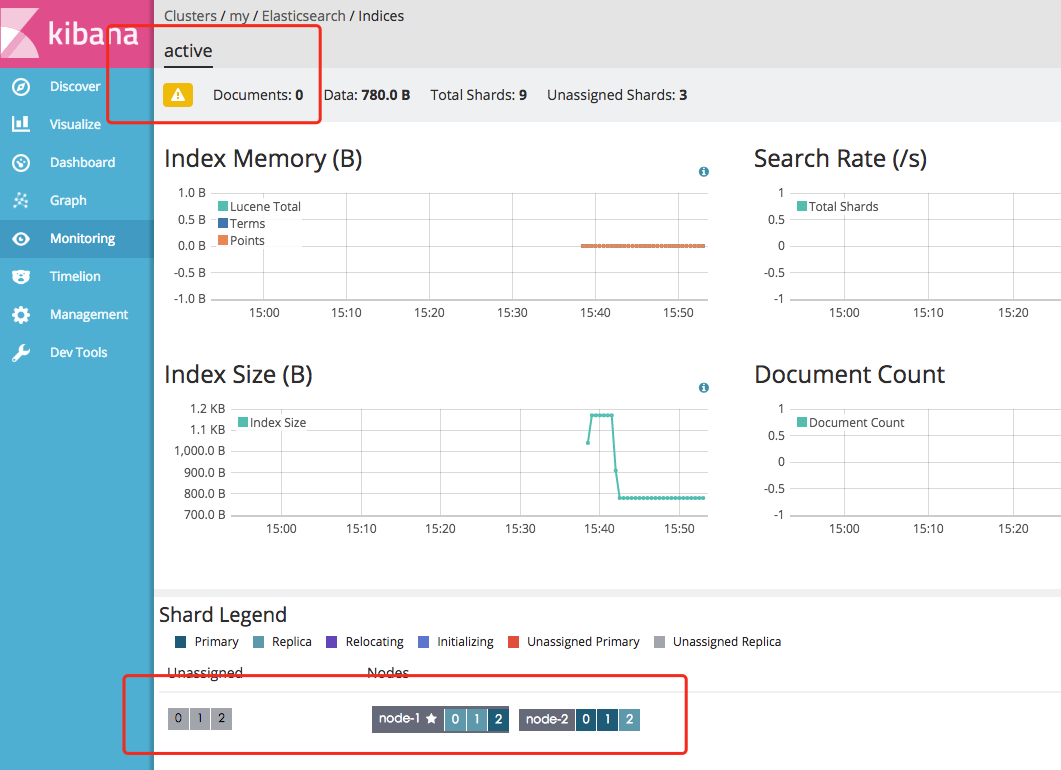 kibana
Discover
Visualize
Dashboard
Graph
Monitoring
Timelion
Management
Dev Tools
Clusters / my / Elasticsearch / Indices
active
Documents: 0 Data: 780.0 B Total Shards: 9 Unassigned Shards: 3
Index Memory (B)
1.0 B
0.5 B
0.0 B
-0.5 B
-1.0 B
Lucene Total
Terms
Points
15:00 15:10 15:20 15:30 15:40 15:50
Search Rate (/s)
1
0.5
0
-0.5
-1
Total Shards
15:00 15:10 15:20
Index Size (B)
1.2 KB
1.1 KB
1,000.0 B
900.0 B
800.0 B
700.0 B
Index Size
15:00 15:10 15:20 15:30 15:40 15:50
Document Count
1
0.5
0
-0.5
-1
Document Count
15:00 15:10 15:20
Shard Legend
Primary Replica Relocating Initializing Unassigned Primary Unassigned Replica
Unassigned Nodes
0 1 2 node-1 ★ 0 1 2 node-2 0 1 2